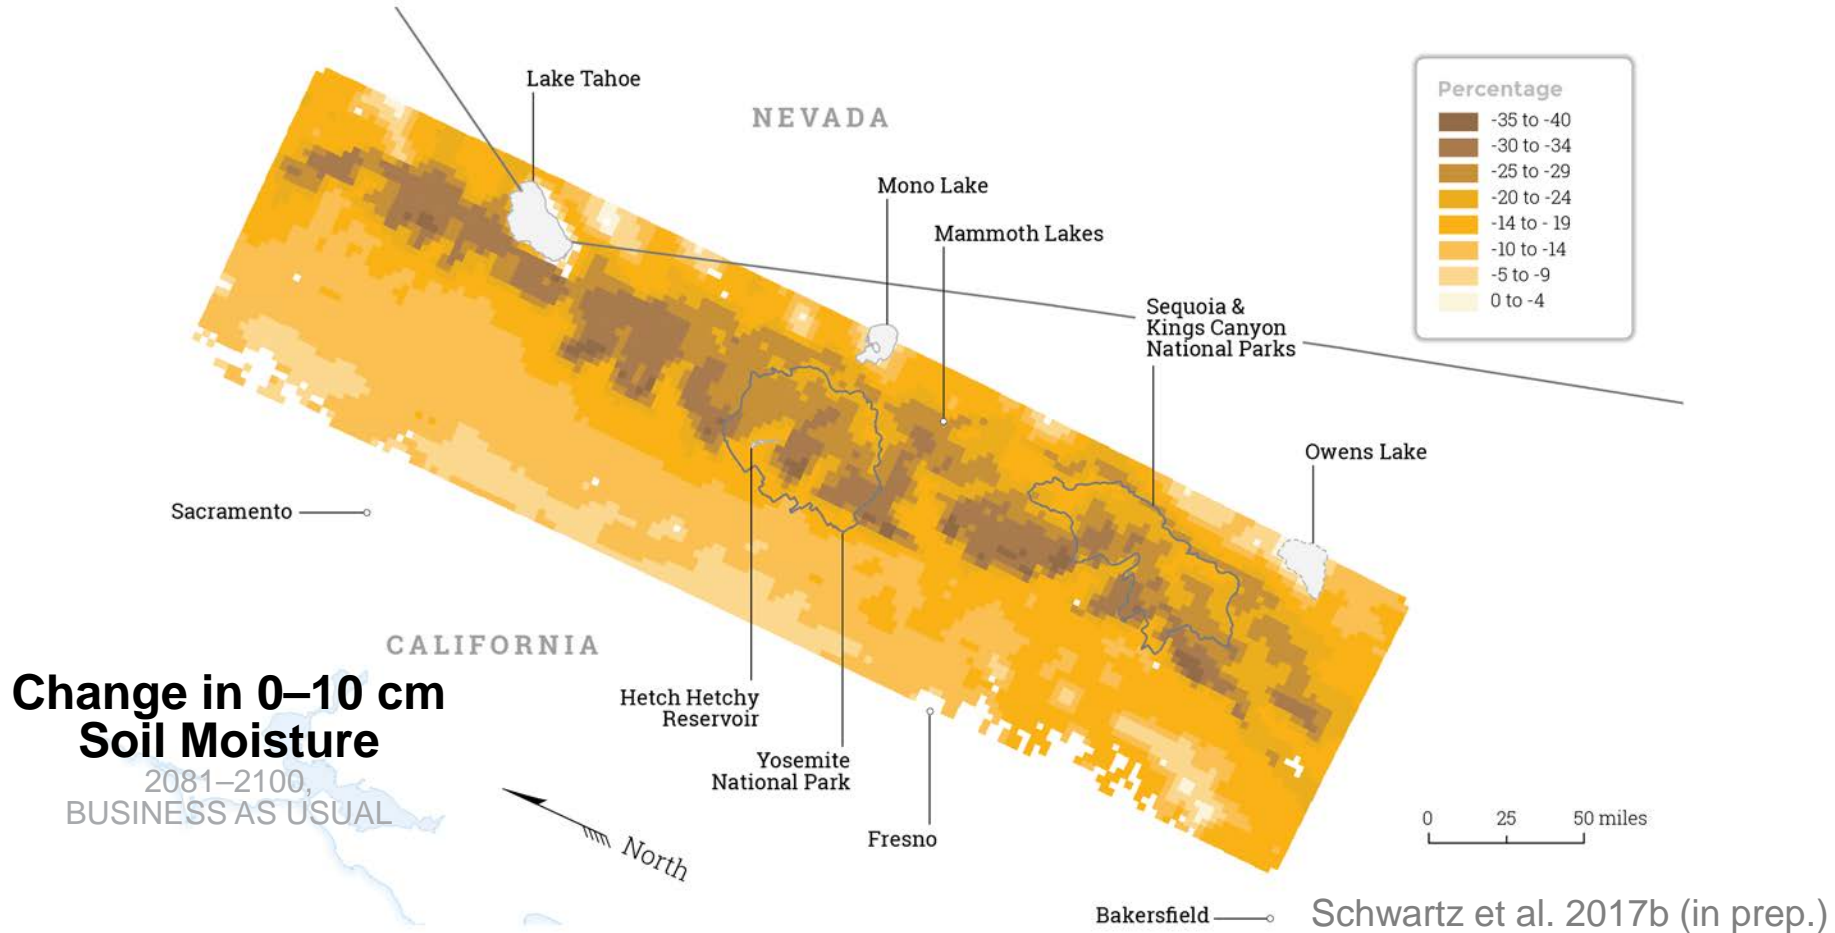 Lake Tahoe
NEVADA
Mono Lake
Mammoth Lakes
Sequoia &
Kings Canyon
National Parks
Owens Lake
Percentage
-35 to -40
-30 to -34
-25 to -29
-20 to -24
-14 to - 19
-10 to -14
-5 to -9
0 to -4
Sacramento
CALIFORNIA
Hetch Hetchy
Reservoir
Yosemite
National Park
Fresno
Bakersfield
Change in 0–10 cm
Soil Moisture
2081–2100,
BUSINESS AS USUAL
North
0 25 50 miles
Schwartz et al. 2017b (in prep.)